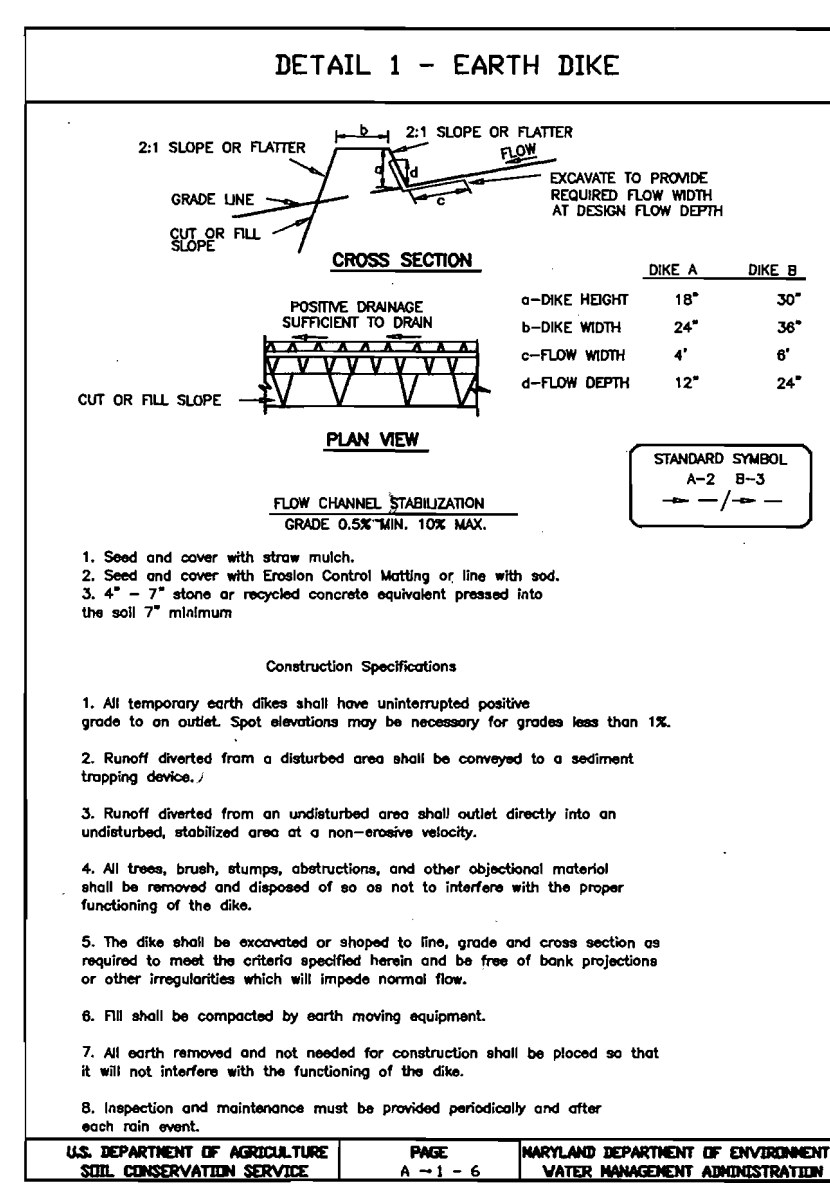 DETAIL 1 - EARTH DIKE
b
2:1 SLOPE OR FLATTER
2:1 SLOPE OR FLATTER
FLOW
a
d
c
GRADE LINE
CUT OR FILL
SLOPE
EXCAVATE TO PROVIDE
REQUIRED FLOW WIDTH
AT DESIGN FLOW DEPTH
CROSS SECTION
DIKE A DIKE B
a-DIKE HEIGHT 18" 30"
b-DIKE WIDTH 24" 36"
c-FLOW WIDTH 4' 6'
d-FLOW DEPTH 12" 24"
POSITIVE DRAINAGE
SUFFICIENT TO DRAIN
CUT OR FILL SLOPE
PLAN VIEW
STANDARD SYMBOL
A-2 B-3
FLOW CHANNEL STABILIZATION
GRADE 0.5% MIN. 10% MAX.
1. Seed and cover with straw mulch.
2. Seed and cover with Erosion Control Matting or line with sod.
3. 4" - 7" stone or recycled concrete equivalent pressed into
the soil 7" minimum
Construction Specifications
1. All temporary earth dikes shall have uninterrupted positive
grade to an outlet. Spot elevations may be necessary for grades less than 1%.
2. Runoff diverted from a disturbed area shall be conveyed to a sediment
trapping device.
3. Runoff diverted from an undisturbed area shall outlet directly into an
undisturbed, stabilized area at a non-erosive velocity.
4. All trees, brush, stumps, obstructions, and other objectional material
shall be removed and disposed of so as not to interfere with the proper
functioning of the dike.
5. The dike shall be excavated or shaped to line, grade and cross section as
required to meet the criteria specified herein and be free of bank projections
or other irregularities which will impede normal flow.
6. Fill shall be compacted by earth moving equipment.
7. All earth removed and not needed for construction shall be placed so that
it will not interfere with the functioning of the dike.
8. Inspection and maintenance must be provided periodically and after
each rain event.
U.S. DEPARTMENT OF AGRICULTURE
SOIL CONSERVATION SERVICE
PAGE
A - 1 - 6
MARYLAND DEPARTMENT OF ENVIRONMENT
WATER MANAGEMENT ADMINISTRATION